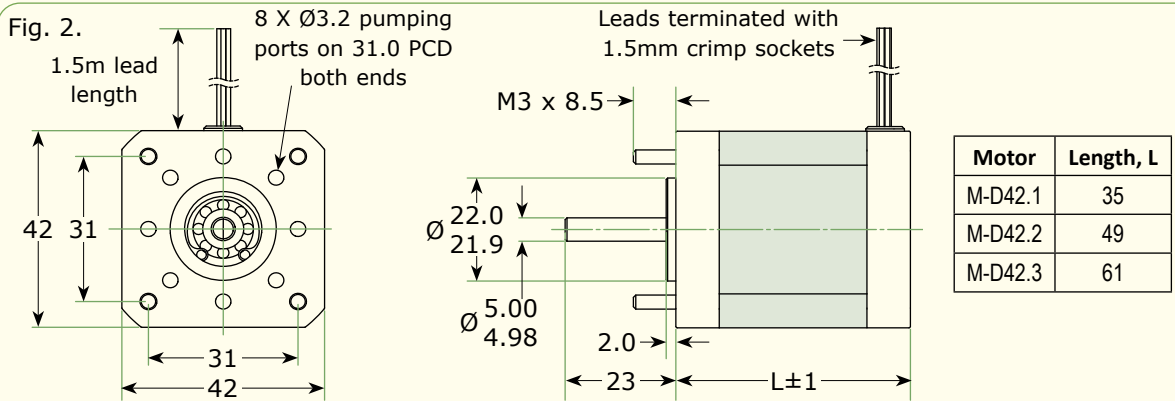 Fig. 2.
1.5m lead
length
8 X Ø3.2 pumping
ports on 31.0 PCD
both ends
Leads terminated with
1.5mm crimp sockets
M3 x 8.5
42
31
31
42
Ø 22.0
21.9
Ø 5.00
4.98
2.0
23
L±1
Motor Length, L
M-D42.1 35
M-D42.2 49
M-D42.3 61